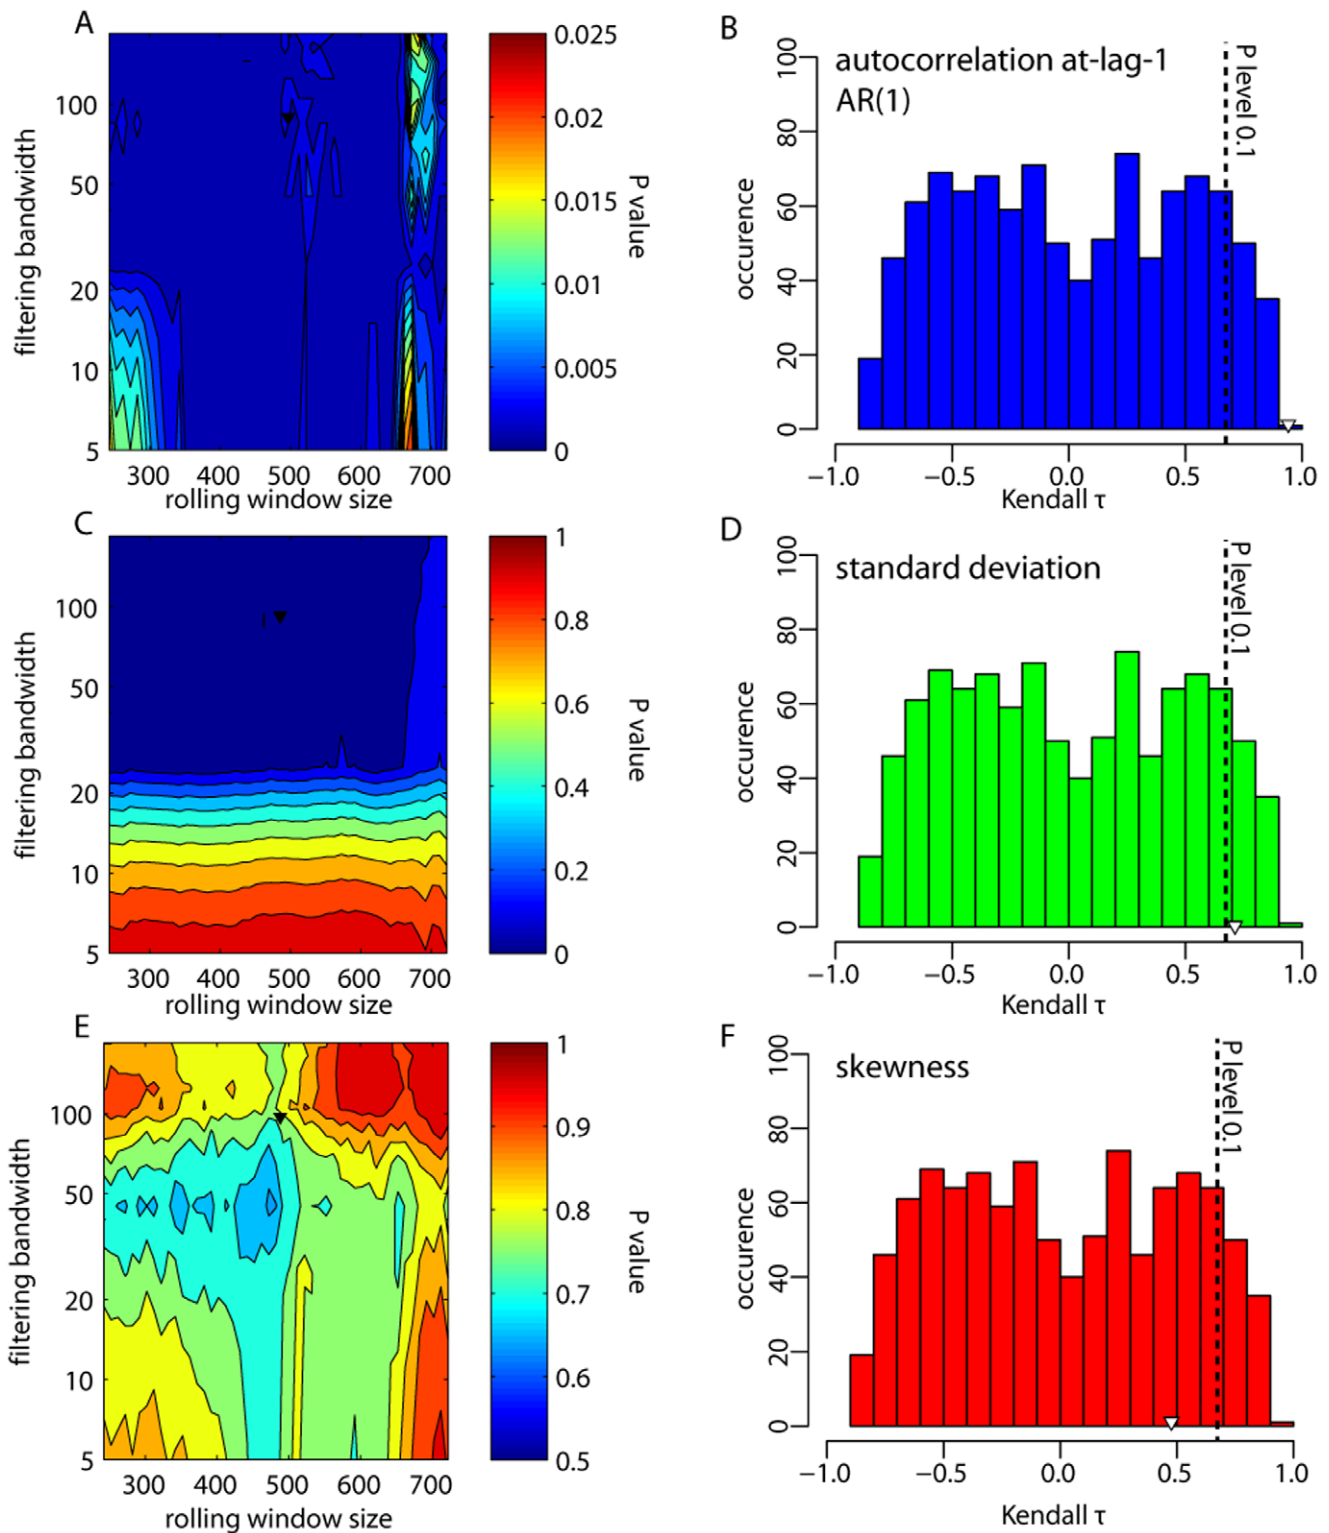 A
100
50
20
10
5
filtering bandwidth
300 400 500 600 700
rolling window size
0.025
0.02
0.015
0.01
0.005
0
P value
B
autocorrelation at-lag-1
AR(1)
P level 0.1
100
80
60
40
20
0
occurence
−1.0 −0.5 0.0 0.5 1.0
Kendall τ
C
100
50
20
10
5
filtering bandwidth
300 400 500 600 700
rolling window size
1
0.8
0.6
0.4
0.2
0
P value
D
standard deviation
P level 0.1
100
80
60
40
20
0
occurence
−1.0 −0.5 0.0 0.5 1.0
Kendall τ
E
100
50
20
10
5
filtering bandwidth
300 400 500 600 700
rolling window size
1
0.9
0.8
0.7
0.6
0.5
P value
F
skewness
P level 0.1
100
80
60
40
20
0
occurence
−1.0 −0.5 0.0 0.5 1.0
Kendall τ